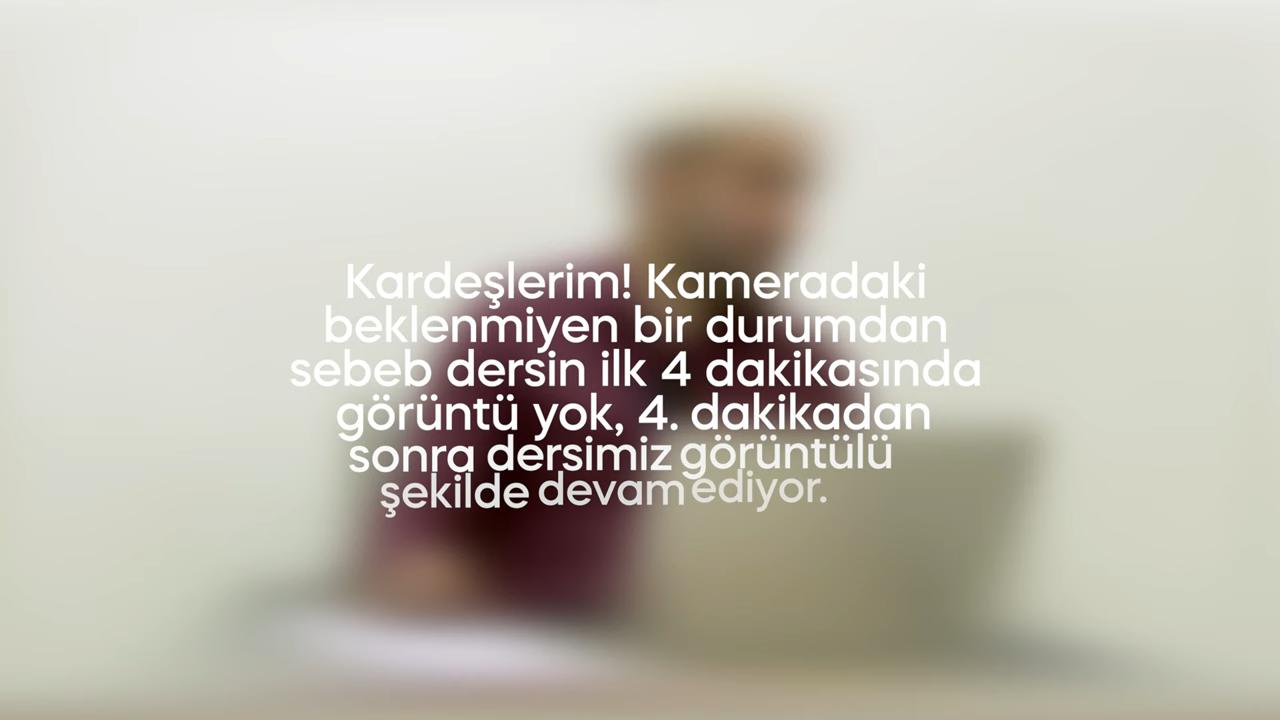 Kardeşlerim! Kameradaki
beklenmiyen bir durumdan
sebeb dersin ilk 4 dakikasında
görüntü yok, 4. dakikadan
sonra dersimiz görüntülü
şekilde devam ediyor.